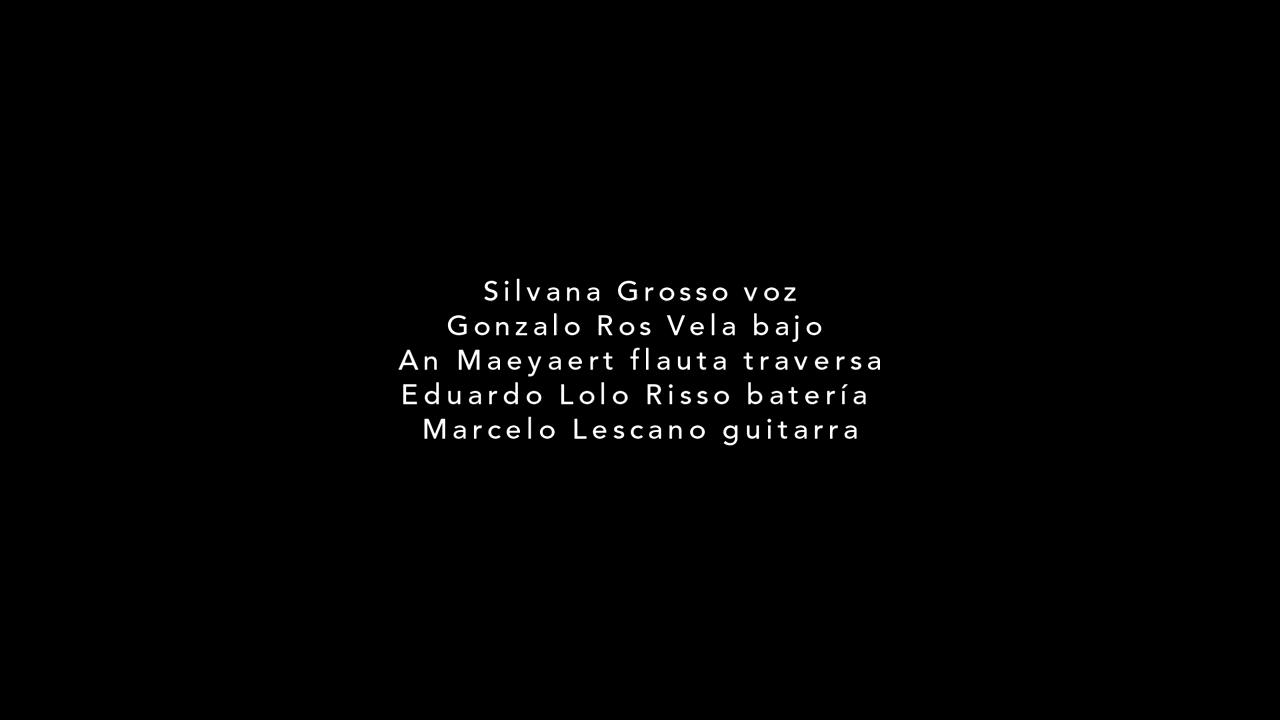 Silvana Grosso voz
Gonzalo Ros Vela bajo
An Maeyaert flauta traversa
Eduardo Lolo Risso batería
Marcelo Lescano guitarra